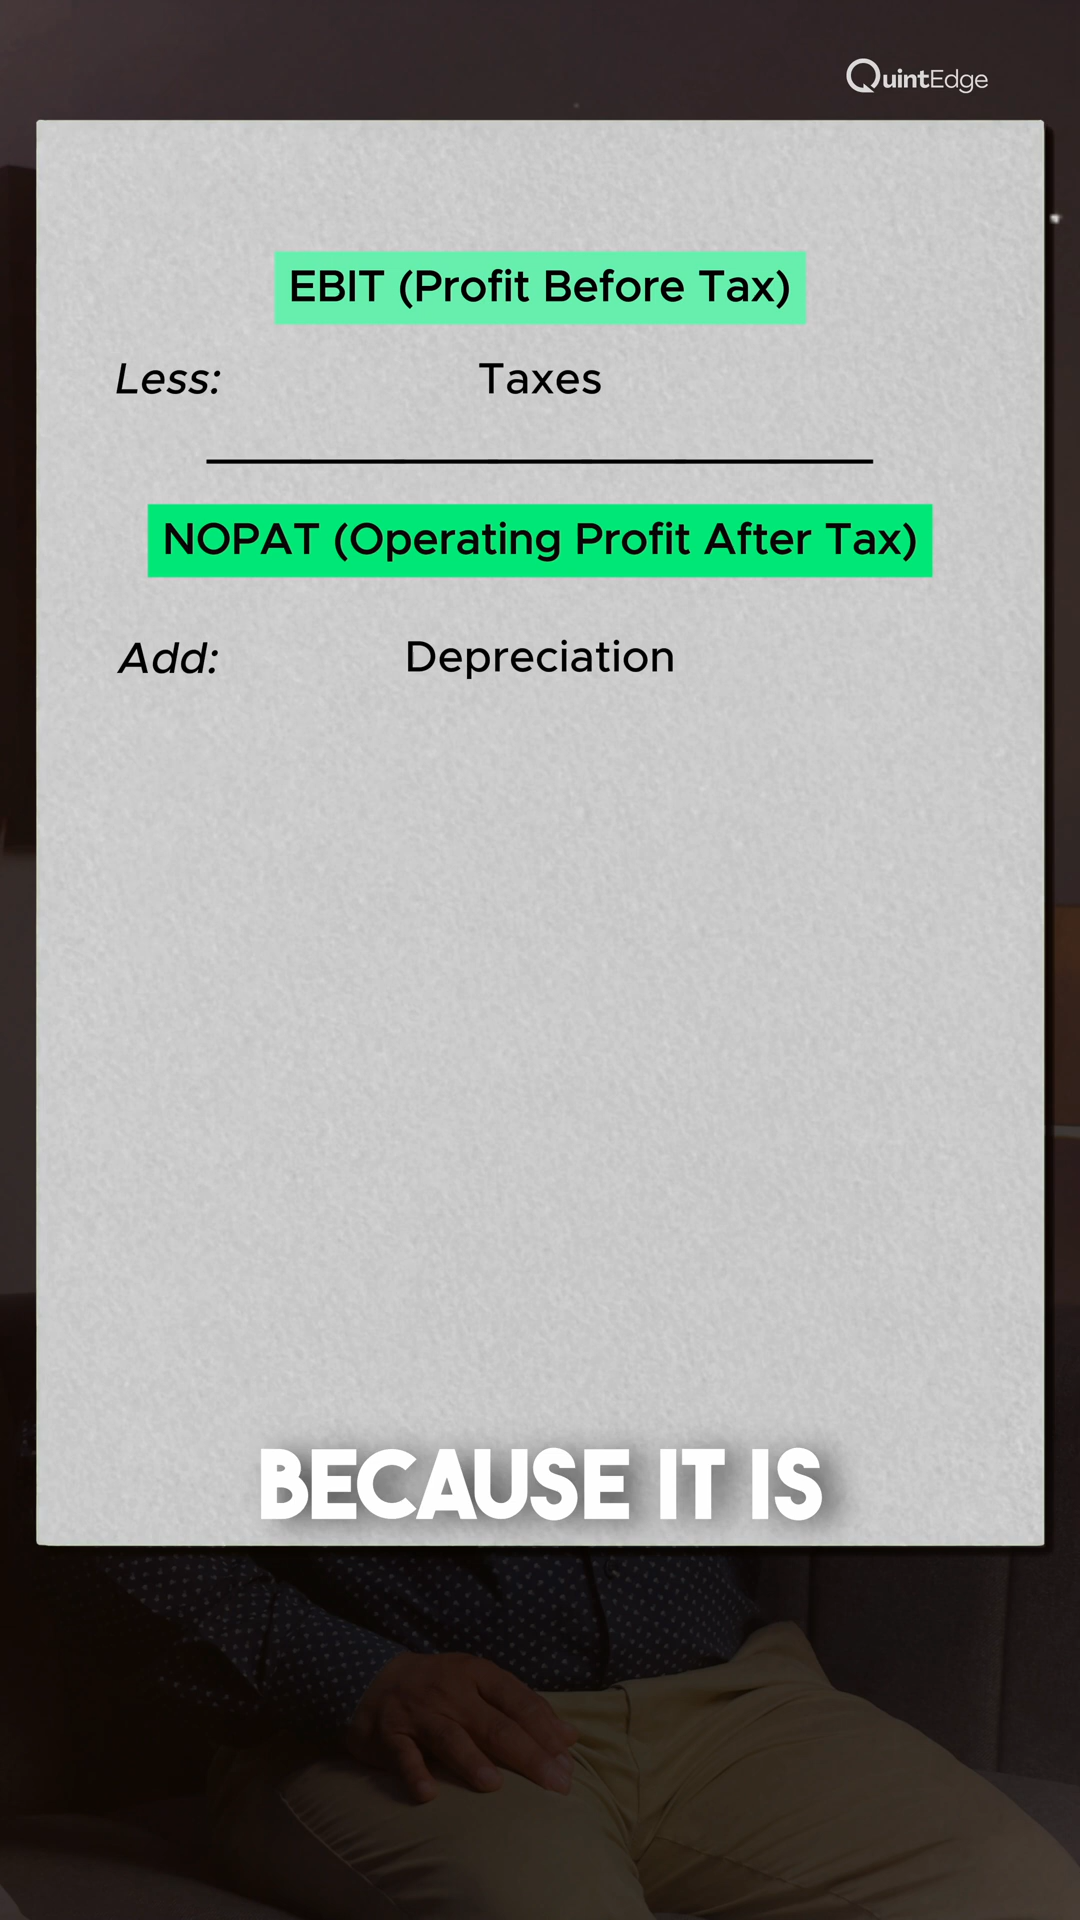 QuintEdge
EBIT (Profit Before Tax)
Less: Taxes
NOPAT (Operating Profit After Tax)
Add: Depreciation
BECAUSE IT IS